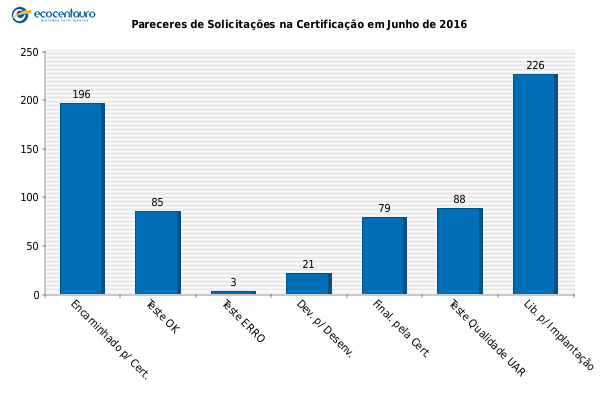 ecocentauro
Pareceres de Solicitações na Certificação em Junho de 2016
250
200
150
100
50
0
196
85
3
21
79
88
226
Encaminhado p/ Cert.
Teste OK
Teste ERRO
Dev. p/ Desenv.
Final. pela Cert.
Teste Qualidade UAR
Lib. p/ Implantação